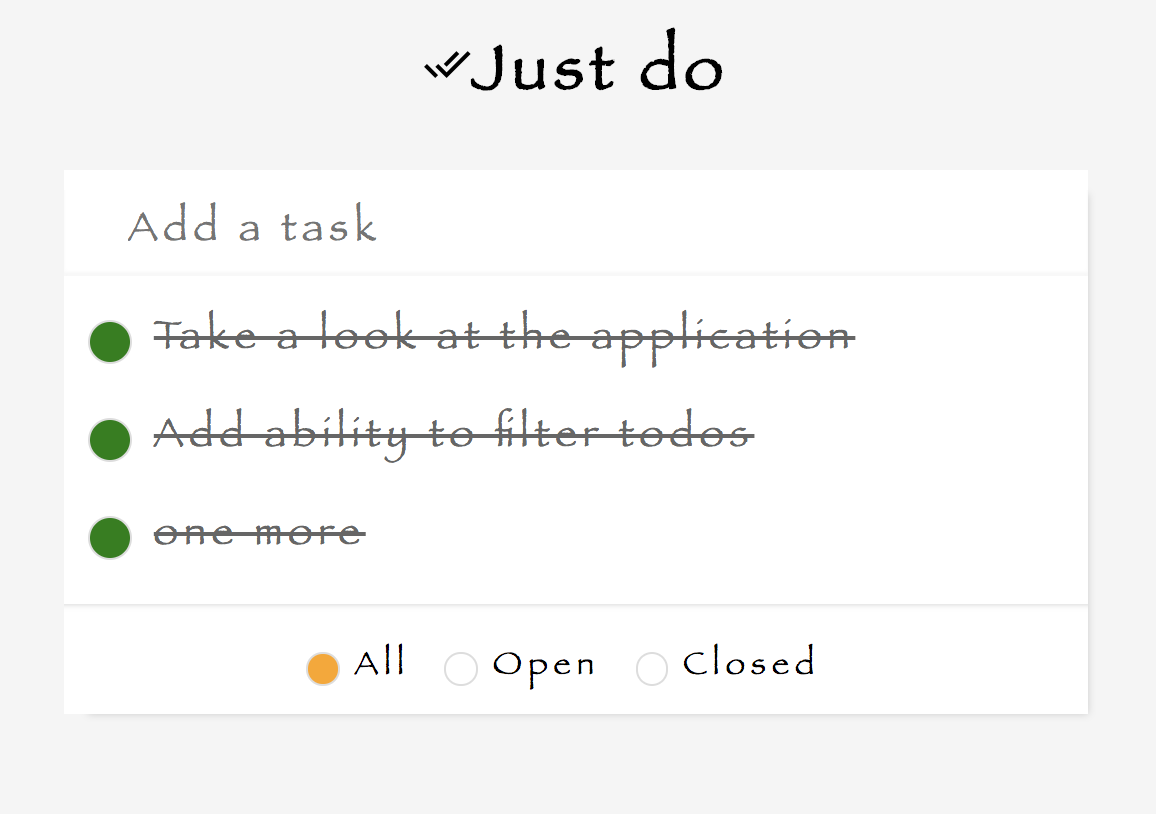 Just do
Add a task
Take a look at the application
Add ability to filter todos
one more
All Open Closed